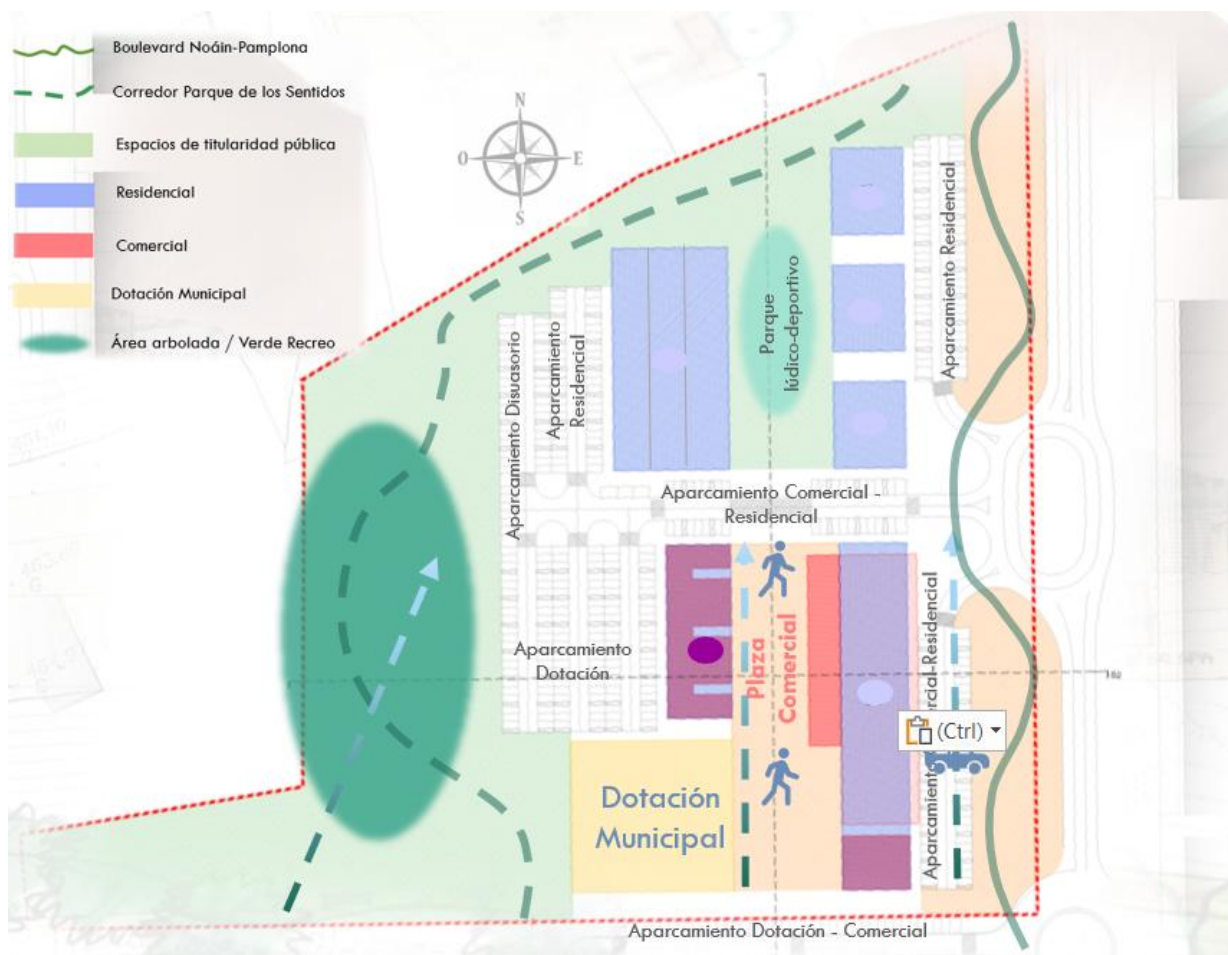 Boulevard Noáin-Pamplona
Corredor Parque de los Sentidos
Espacios de titularidad pública
Residencial
Comercial
Dotación Municipal
Área arbolada / Verde Recreo
N
O
E
S
Aparcamiento Residencial
Parque
lúdico-deportivo
Aparcamiento Disuasorio
Aparcamiento
Residencial
Aparcamiento Comercial -
Residencial
Aparcamiento
Dotación
Plaza
Comercial
Aparcamiento
ercial-Residencial
(Ctrl)
Dotación
Municipal
Aparcamiento Dotación - Comercial